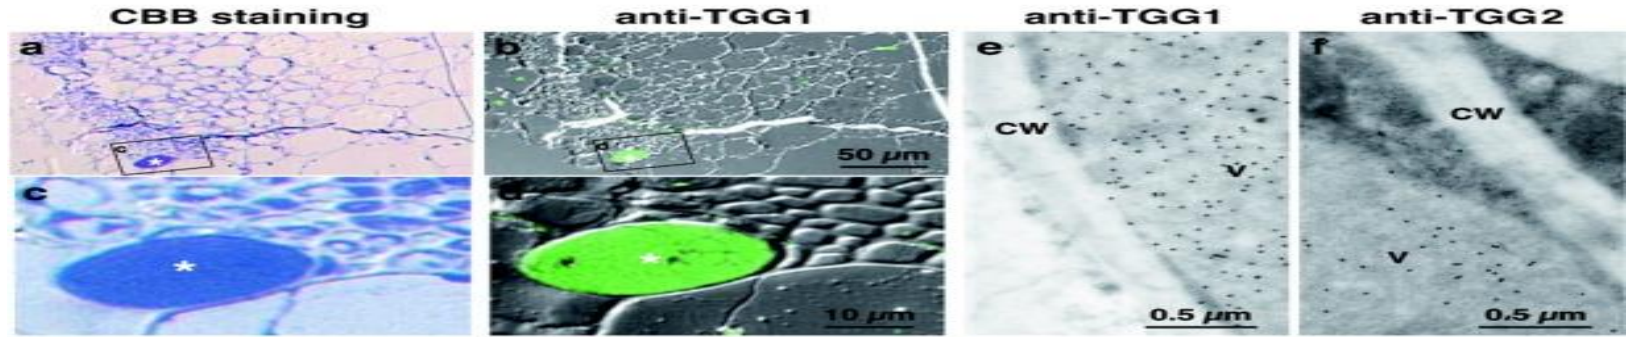 CBB staining anti-TGG1 anti-TGG1 anti-TGG2
a b e f
CW CW
c d 50 µm
V
c d
* * V
10 µm 0.5 µm 0.5 µm